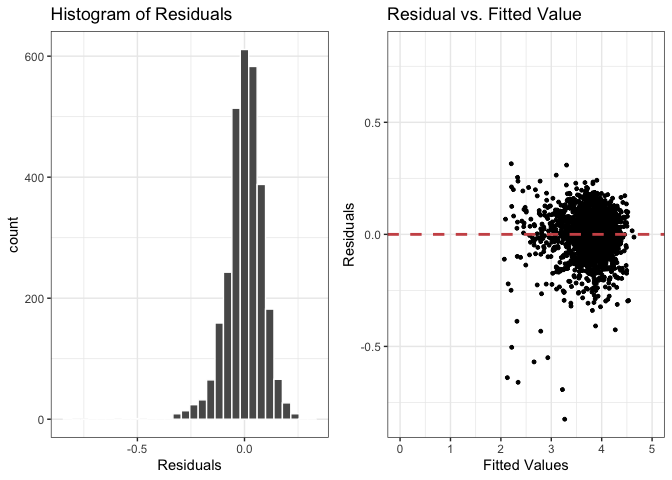 Histogram of Residuals
600
400
200
0
count
-0.5
0.0
Residuals
Residual vs. Fitted Value
0.5
0.0
-0.5
Residuals
0
1
2
3
4
5
Fitted Values